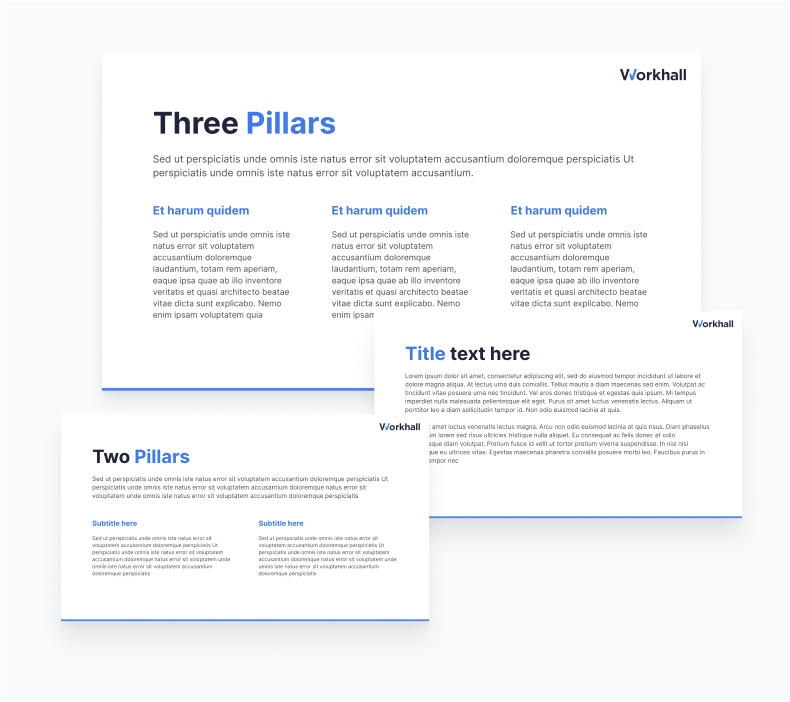 Workhall
Three Pillars
Sed ut perspiciatis unde omnis iste natus error sit voluptatem accusantium doloremque perspiciatis Ut
perspiciatis unde omnis iste natus error sit voluptatem accusantium.
Et harum quidem
Sed ut perspiciatis unde omnis iste
natus error sit voluptatem
accusantium doloremque
laudantium, totam rem aperiam,
eaque ipsa quae ab illo inventore
veritatis et quasi architecto beatae
vitae dicta sunt explicabo. Nemo
enim ipsam voluptatem quia
Et harum quidem
Sed ut perspiciatis unde omnis iste
natus error sit voluptatem
accusantium doloremque
laudantium, totam rem aperiam,
eaque ipsa quae ab illo inventore
veritatis et quasi architecto beatae
vitae dicta sunt explicabo. Nemo
enim ipsam
Et harum quidem
Sed ut perspiciatis unde omnis iste
natus error sit voluptatem
accusantium doloremque
laudantium, totam rem aperiam,
eaque ipsa quae ab illo inventore
veritatis et quasi architecto beatae
vitae dicta sunt explicabo. Nemo
Workhall
Title text here
Lorem ipsum dolor sit amet, consectetur adipiscing elit, sed do eiusmod tempor incididunt ut labore et
dolore magna aliqua. At lectus urna duis convallis. Tellus mauris a diam maecenas sed enim. Volutpat ac
tincidunt vitae posuere urna nec tincidunt. Vel eros donec tristique et egestas quis ipsum. Mi tempus
imperdiet nulla malesuada pellentesque elit eget. Purus sit amet luctus venenatis lectus. Aliquam ut
porttitor leo a diam sollicitudin tempor id. Non odio euismod lacinia at quis.
amet luctus venenatis lectus magna. Arcu non odio euismod lacinia at quis risus. Diam phasellus
um lorem sed risus ultricies tristique nulla aliquet. Eu consequat ac felis donec et odio
sque diam volutpat. Pretium fusce id velit ut tortor pretium viverra suspendisse. In nisl nisi
que eu ultrices vitae. Egestas maecenas pharetra convallis posuere morbi leo. Faucibus purus in
empor nec
Workhall
Two Pillars
Sed ut perspiciatis unde omnis iste natus error sit voluptatem accusantium doloremque perspiciatis Ut
perspiciatis unde omnis iste natus error sit voluptatem accusantium doloremque natus error sit
voluptatem unde omnis iste natus error sit voluptatem accusantium doloremque perspiciatis
Subtitle here
Sed ut perspiciatis unde omnis iste natus error sit
voluptatem accusantium doloremque perspiciatis Ut
perspiciatis unde omnis iste natus error sit voluptatem
accusantium doloremque natus error sit voluptatem unde
omnis iste natus error sit voluptatem accusantium
doloremque perspiciatis
Subtitle here
Sed ut perspiciatis unde omnis iste natus error sit
voluptatem accusantium doloremque perspiciatis Ut
perspiciatis unde omnis iste natus error sit voluptatem
accusantium doloremque natus error sit voluptatem unde
omnis iste natus error sit voluptatem accusantium
doloremque perspiciatis